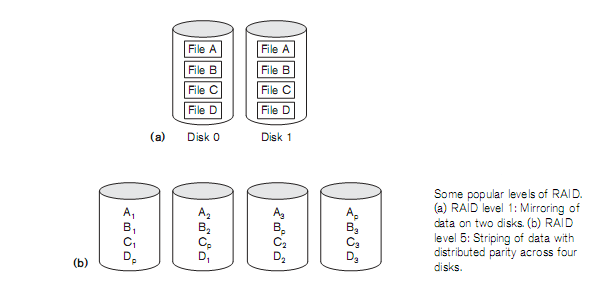 File A File A
File B File B
File C File C
File D File D
(a) Disk 0 Disk 1
A₁ A₂ A₃ Aₚ
B₁ B₂ Bₚ B₃
C₁ Cₚ C₂ C₃
Dₚ D₁ D₂ D₃
(b)
Some popular levels of RAID.
(a) RAID level 1: Mirroring of
data on two disks. (b) RAID
level 5: Striping of data with
distributed parity across four
disks.